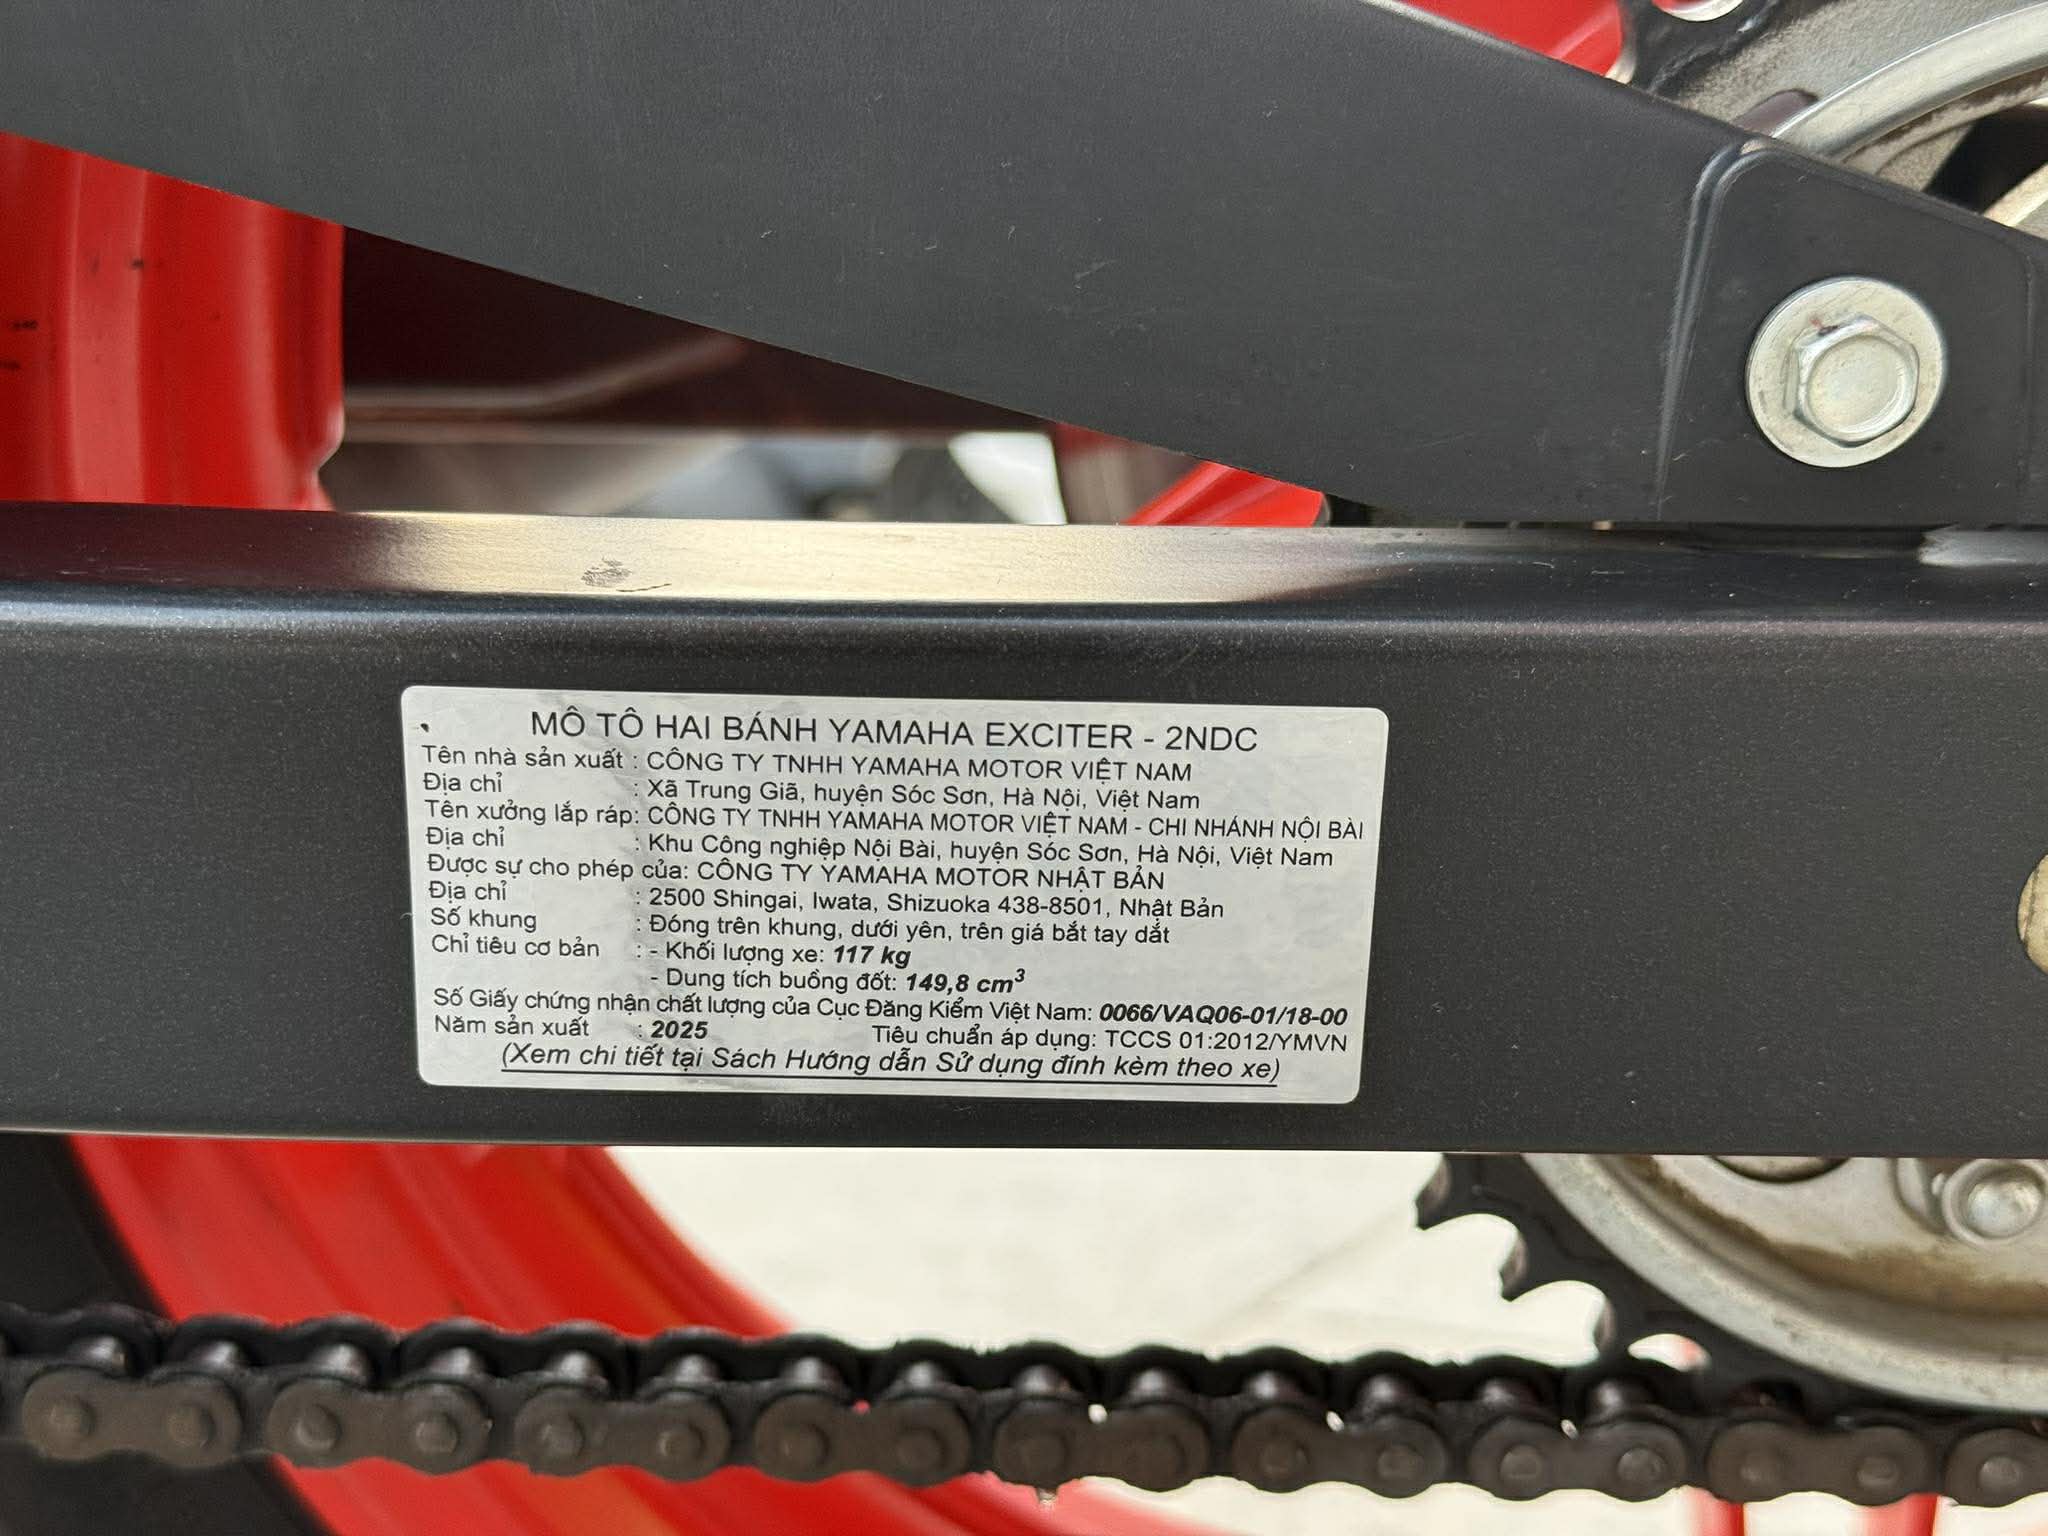 MÔ TÔ HAI BÁNH YAMAHA EXCITER - 2NDC
Tên nhà sản xuất : CÔNG TY TNHH YAMAHA MOTOR VIỆT NAM
Địa chỉ : Xã Trung Giã, huyện Sóc Sơn, Hà Nội, Việt Nam
Tên xưởng lắp ráp: CÔNG TY TNHH YAMAHA MOTOR VIỆT NAM - CHI NHÁNH NỘI BÀI
Địa chỉ : Khu Công nghiệp Nội Bài, huyện Sóc Sơn, Hà Nội, Việt Nam
Được sự cho phép của: CÔNG TY YAMAHA MOTOR NHẬT BẢN
Địa chỉ : 2500 Shingai, Iwata, Shizuoka 438-8501, Nhật Bản
Số khung : Đóng trên khung, dưới yên, trên giá bắt tay dắt
Chỉ tiêu cơ bản : - Khối lượng xe: 117 kg
- Dung tích buồng đốt: 149,8 cm³
Số Giấy chứng nhận chất lượng của Cục Đăng Kiểm Việt Nam: 0066/VAQ06-01/18-00
Năm sản xuất : 2025 Tiêu chuẩn áp dụng: TCCS 01:2012/YMVN
(Xem chi tiết tại Sách Hướng dẫn Sử dụng đính kèm theo xe)